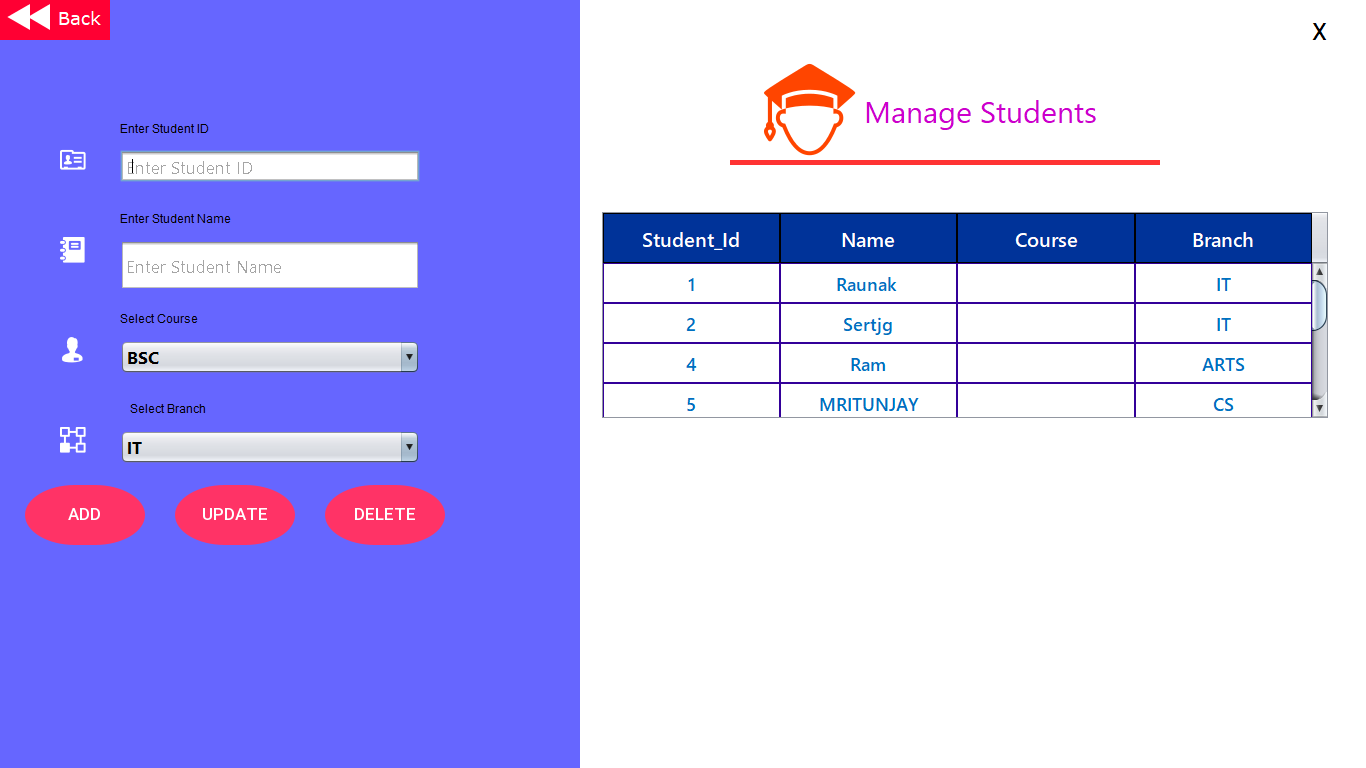 Back
X
Enter Student ID
Enter Student ID
Enter Student Name
Enter Student Name
Select Course
BSC
Select Branch
IT
ADD UPDATE DELETE
Manage Students
Student_Id Name Course Branch
1 Raunak IT
2 Sertjg IT
4 Ram ARTS
5 MRITUNJAY CS